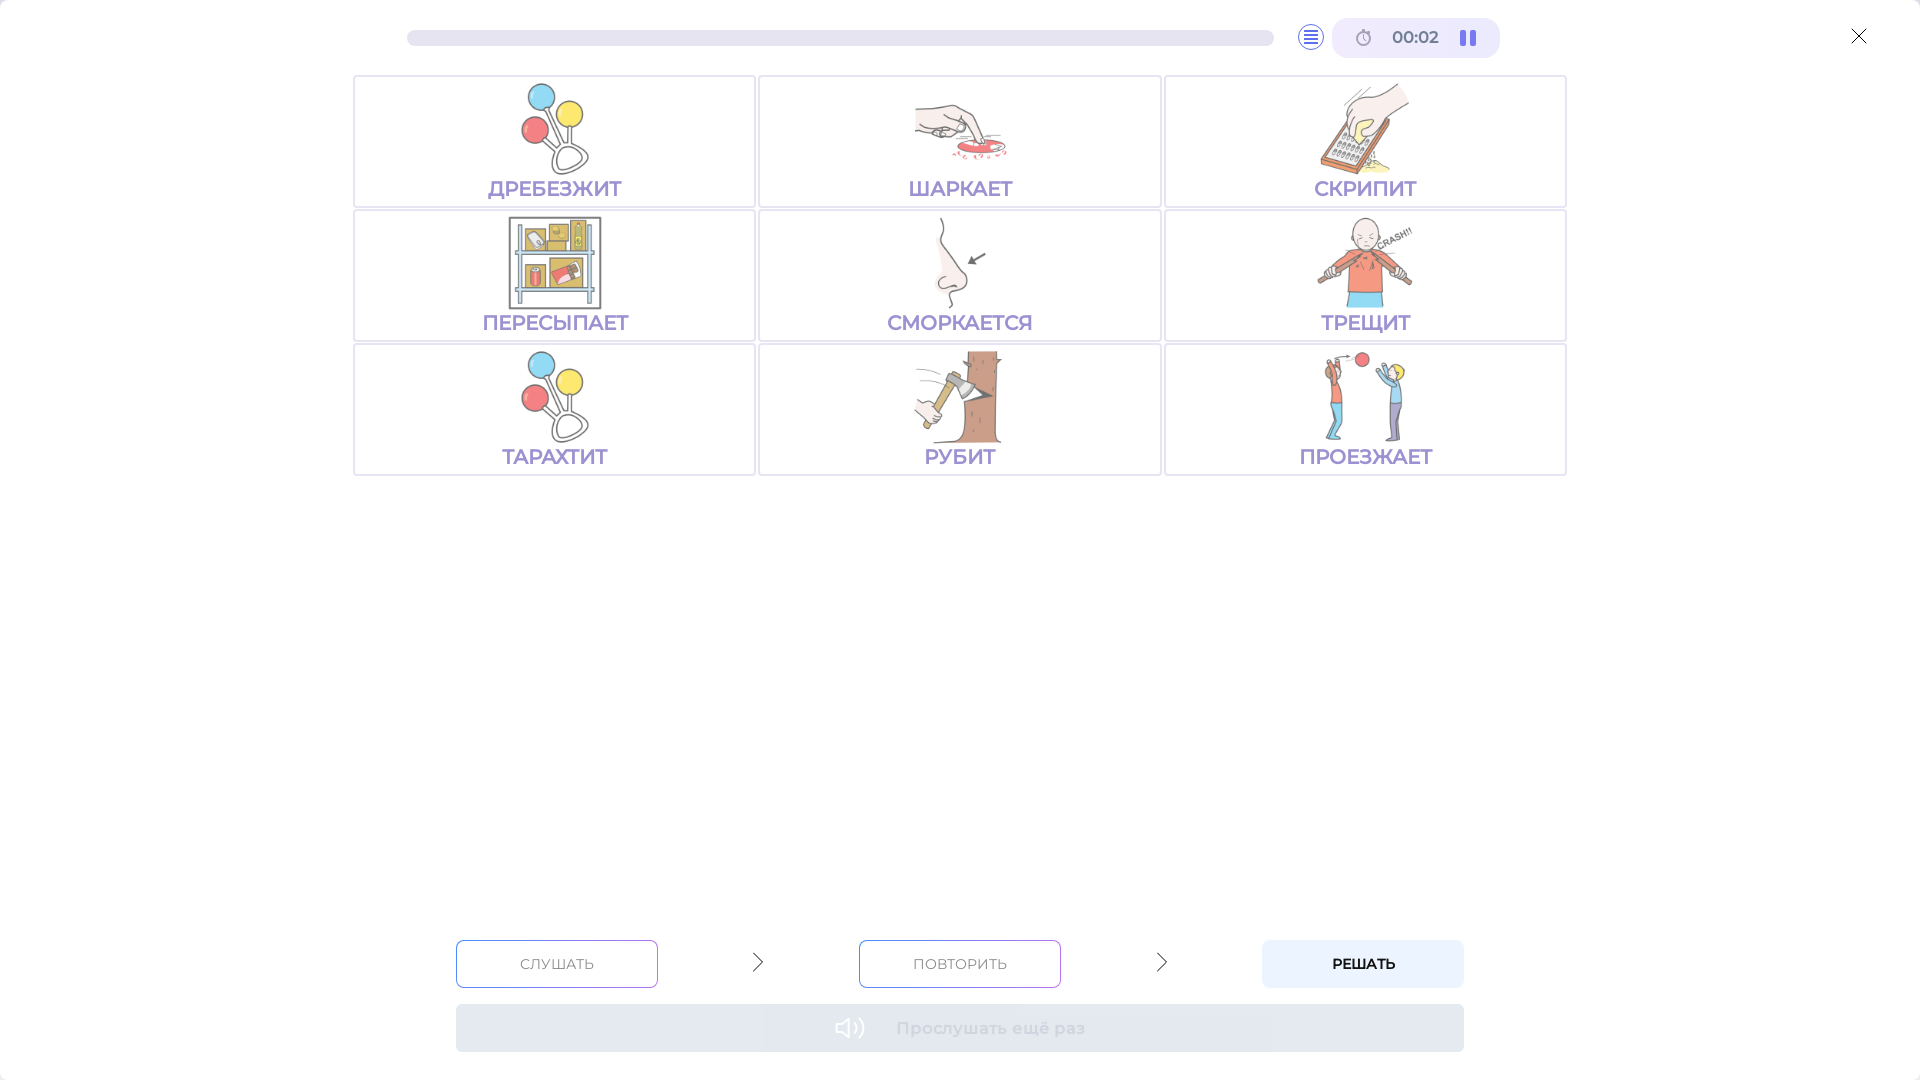 00:02
ДРЕБЕЗЖИТ
ШАРКАЕТ
СКРИПИТ
CRASH!!
ПЕРЕСЫПАЕТ
СМОРКАЕТСЯ
ТРЕЩИТ
ТАРАХТИТ
РУБИТ
ПРОЕЗЖАЕТ
СЛУШАТЬ
ПОВТОРИТЬ
РЕШАТЬ
Прослушать ещё раз